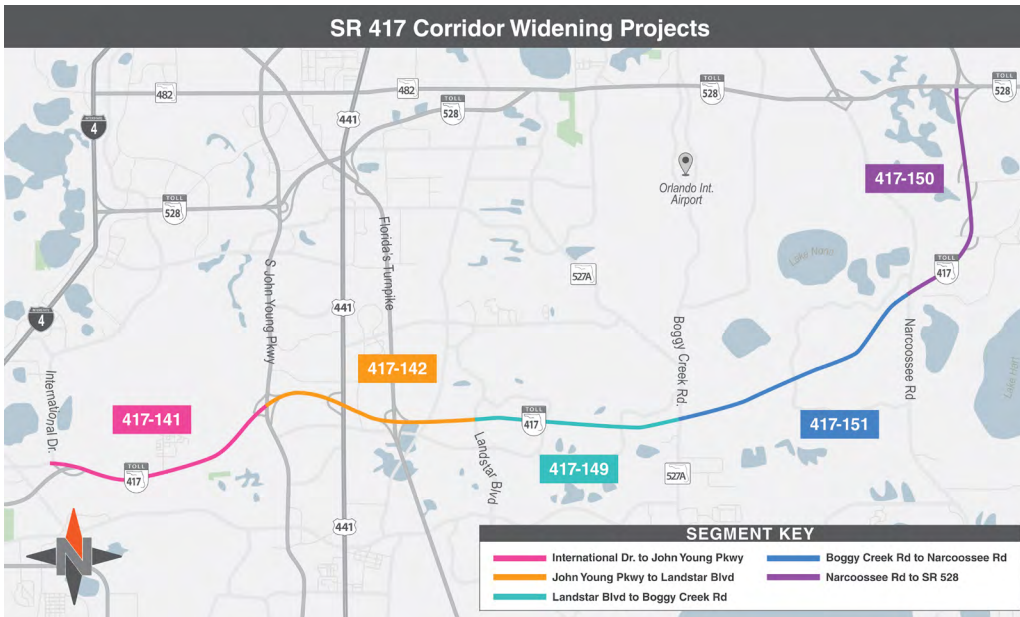 SR 417 Corridor Widening Projects
482
482
TOLL
528
TOLL
528
TOLL
528
441
INTERSTATE
4
417-150
Orlando Int.
Airport
TOLL
528
Florida's Turnpike
Lake Nona
TOLL
417
527A
S John Young Pkwy
441
4
Boggy Creek Rd.
Narcoossee Rd
417-142
International Dr.
Lake Hart
417-141
TOLL
417
417-151
Landstar Blvd
417-149
TOLL
417
527A
441
N
SEGMENT KEY
International Dr. to John Young Pkwy
Boggy Creek Rd to Narcoossee Rd
John Young Pkwy to Landstar Blvd
Narcoossee Rd to SR 528
Landstar Blvd to Boggy Creek Rd